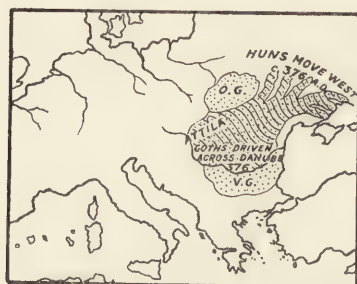 HUNS MOVE WEST
C. 376 A.D.
O.G.
ATTILA
GOTHS DRIVEN
ACROSS DANUBE
376
V.G.